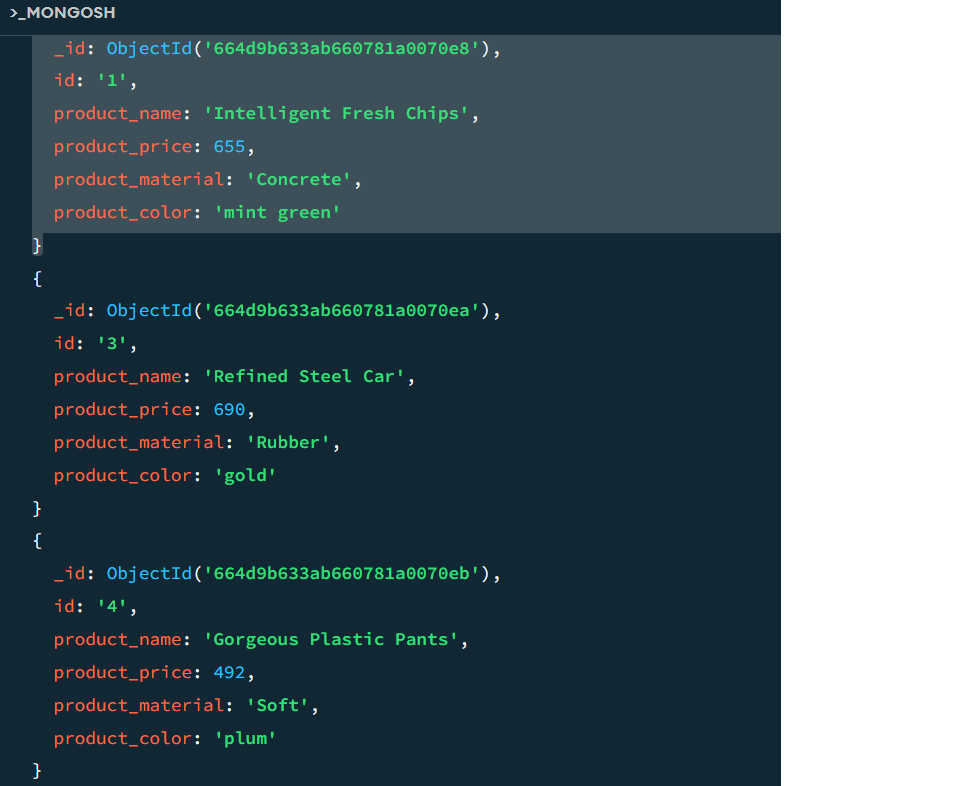 >_MONGOSH
_id: ObjectId('664d9b633ab660781a0070e8'),
id: '1',
product_name: 'Intelligent Fresh Chips',
product_price: 655,
product_material: 'Concrete',
product_color: 'mint green'
}
{
_id: ObjectId('664d9b633ab660781a0070ea'),
id: '3',
product_name: 'Refined Steel Car',
product_price: 690,
product_material: 'Rubber',
product_color: 'gold'
}
{
_id: ObjectId('664d9b633ab660781a0070eb'),
id: '4',
product_name: 'Gorgeous Plastic Pants',
product_price: 492,
product_material: 'Soft',
product_color: 'plum'
}